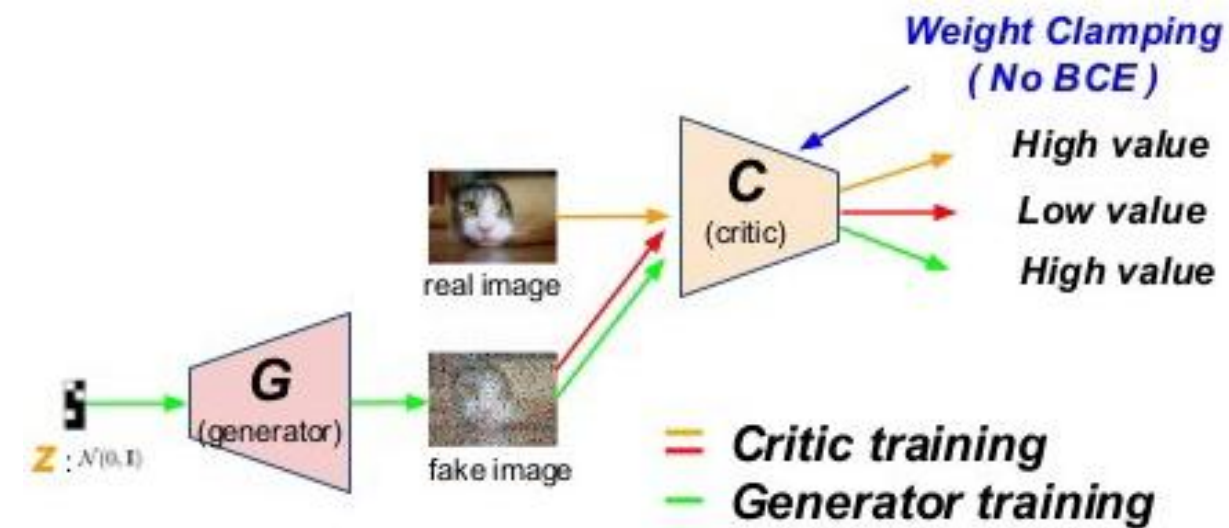 Weight Clamping
( No BCE )
High value
C
(critic)
Low value
real image
High value
G
(generator)
Z : N(0, I)
fake image
Critic training
Generator training